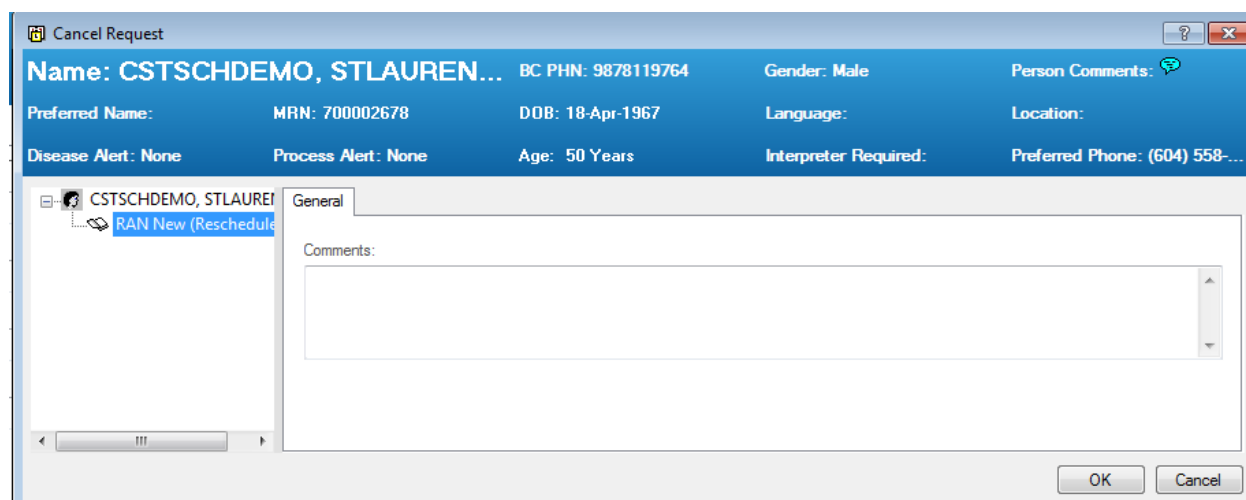 Cancel Request
Name: CSTSCHDEMO, STLAUREN... BC PHN: 9878119764 Gender: Male Person Comments:
Preferred Name: MRN: 700002678 DOB: 18-Apr-1967 Language: Location:
Disease Alert: None Process Alert: None Age: 50 Years Interpreter Required: Preferred Phone: (604) 558-...
CSTSCHDEMO, STLAUREN General
RAN New (Reschedule
Comments:
OK Cancel